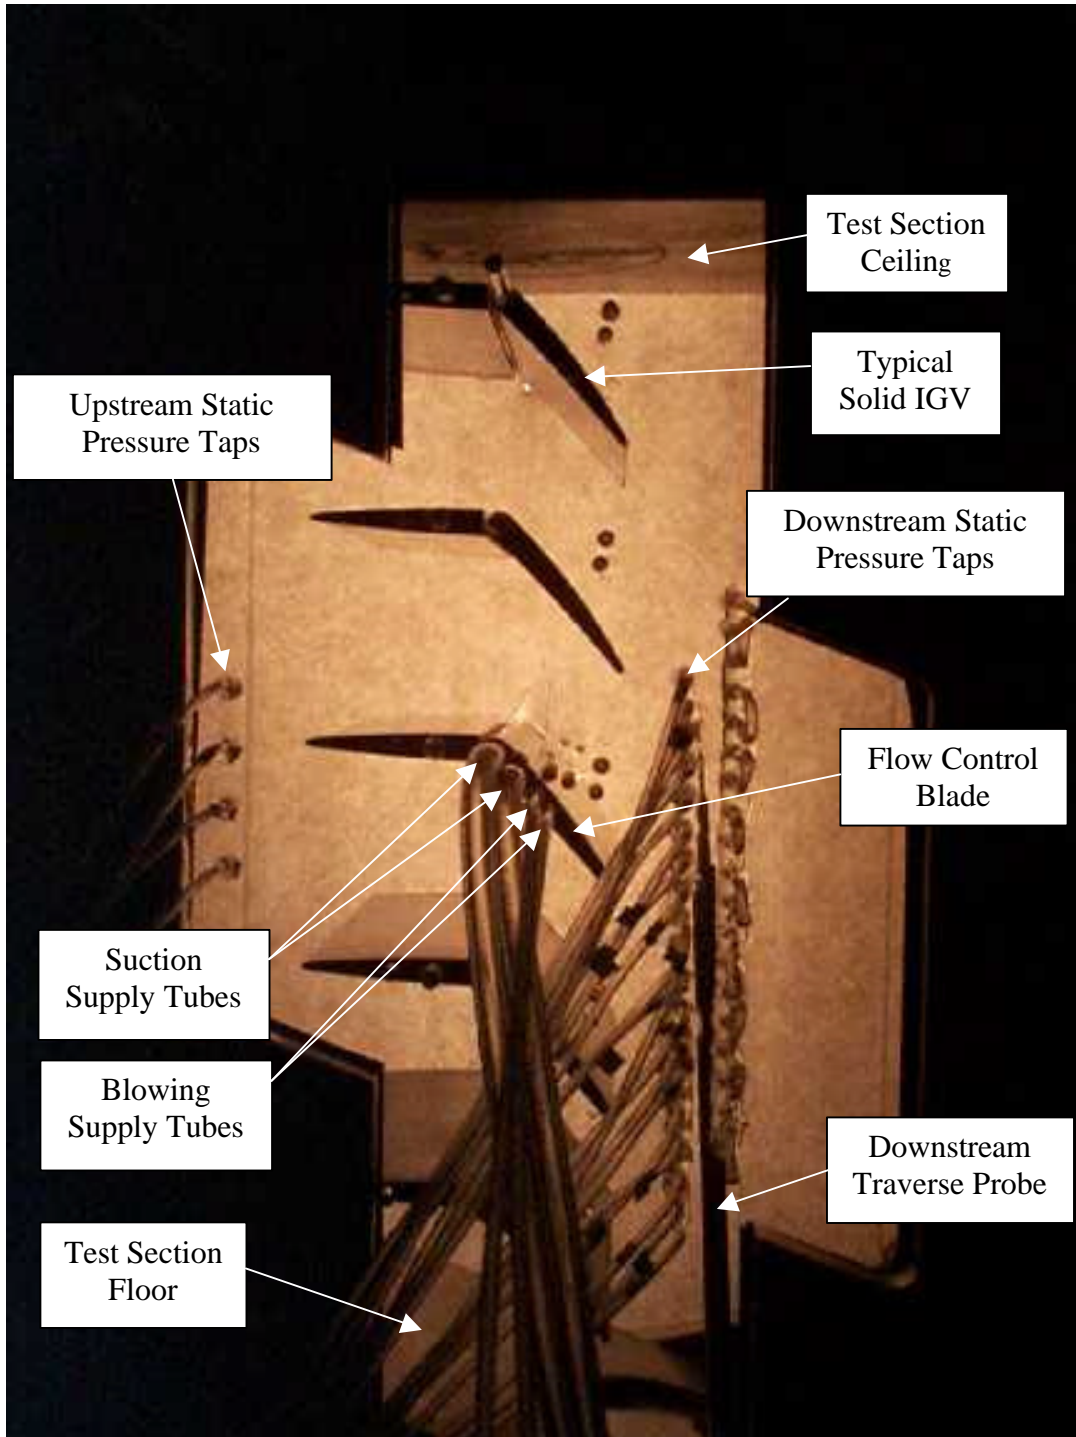 Test Section
Ceiling
Typical
Solid IGV
Upstream Static
Pressure Taps
Downstream Static
Pressure Taps
Flow Control
Blade
Suction
Supply Tubes
Blowing
Supply Tubes
Downstream
Traverse Probe
Test Section
Floor